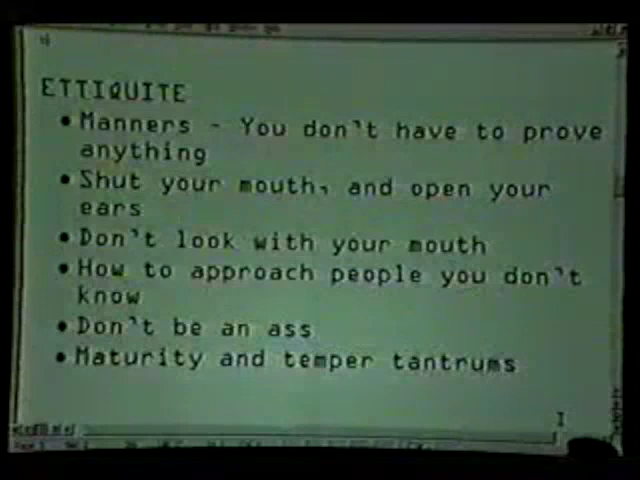 ETTIQUITE
•Manners - You don't have to prove
anything
•Shut your mouth, and open your
ears
•Don't look with your mouth
•How to approach people you don't
know
•Don't be an ass
•Maturity and temper tantrums